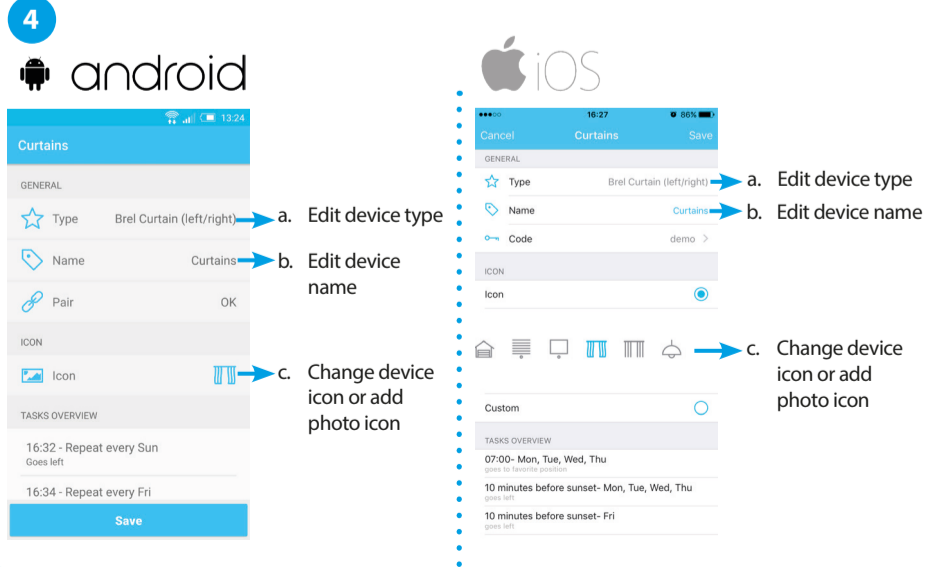 4
android
13:24
Curtains
GENERAL
Type Brel Curtain (left/right)
Name Curtains
Pair OK
ICON
Icon
TASKS OVERVIEW
16:32 - Repeat every Sun
Goes left
16:34 - Repeat every Fri
Save
a. Edit device type
b. Edit device
name
c. Change device
icon or add
photo icon
iOS
16:27 86%
Cancel Curtains Save
GENERAL
Type Brel Curtain (left/right)
Name Curtains
Code demo >
ICON
Icon
Custom
TASKS OVERVIEW
07:00- Mon, Tue, Wed, Thu
goes to favorite position
10 minutes before sunset- Mon, Tue, Wed, Thu
goes left
10 minutes before sunset- Fri
goes left
a. Edit device type
b. Edit device name
c. Change device
icon or add
photo icon